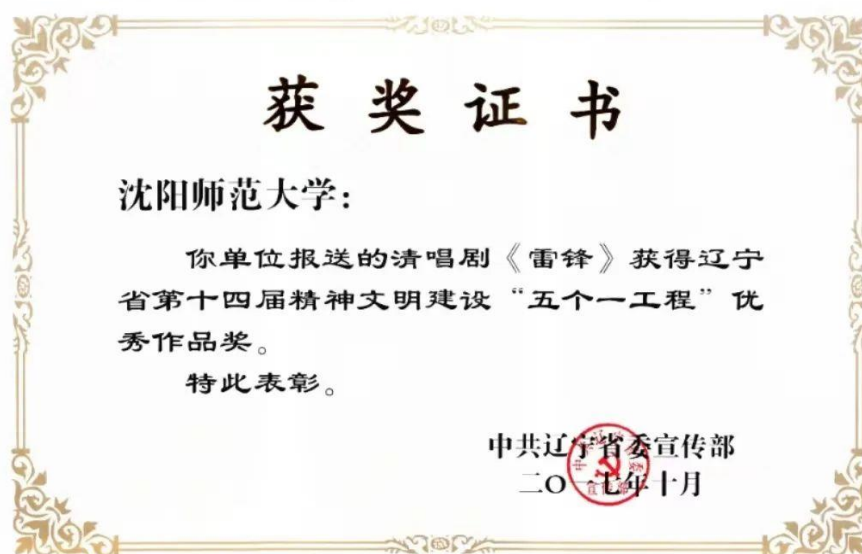 获奖证书
沈阳师范大学：
你单位报送的清唱剧《雷锋》获得辽宁
省第十四届精神文明建设“五个一工程”优
秀作品奖。
特此表彰。
中共辽宁省委宣传部
二〇一七年十月